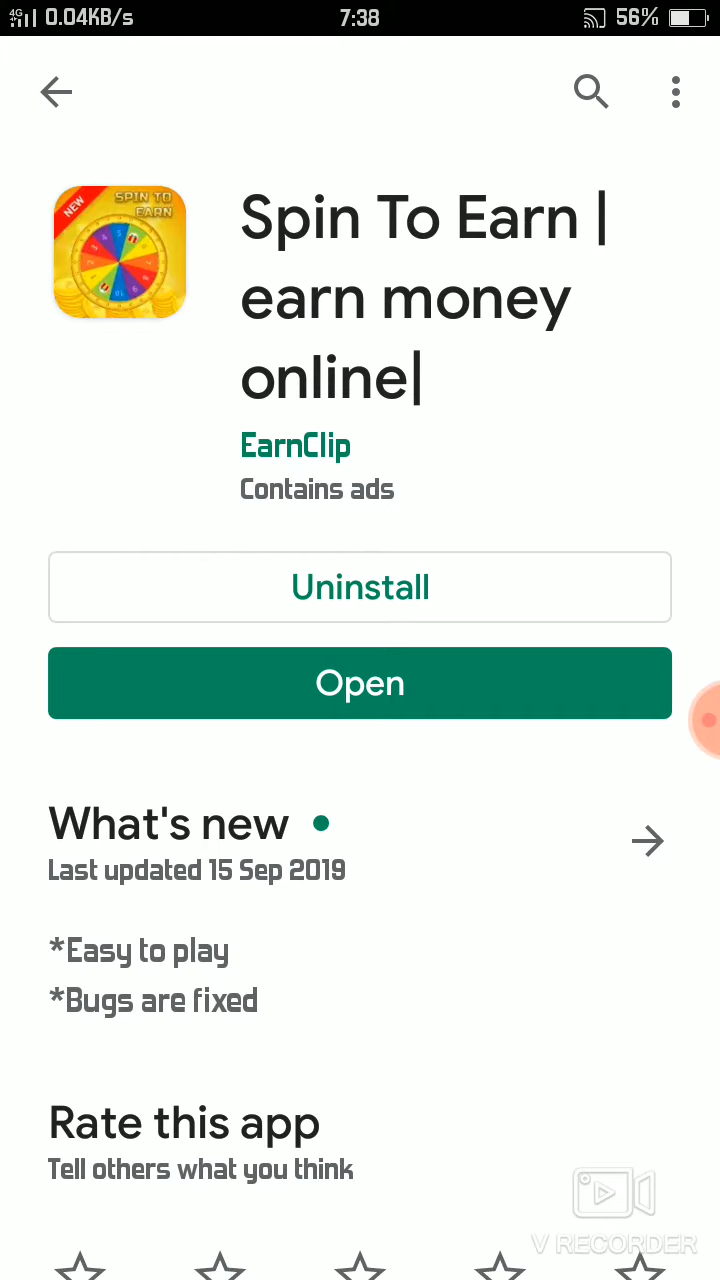 4G 0.04KB/s 7:38 56%
NEW
SPIN TO
EARN
Spin To Earn |
earn money
online|
EarnClip
Contains ads
Uninstall
Open
What's new
Last updated 15 Sep 2019
*Easy to play
*Bugs are fixed
Rate this app
Tell others what you think
V RECORDER